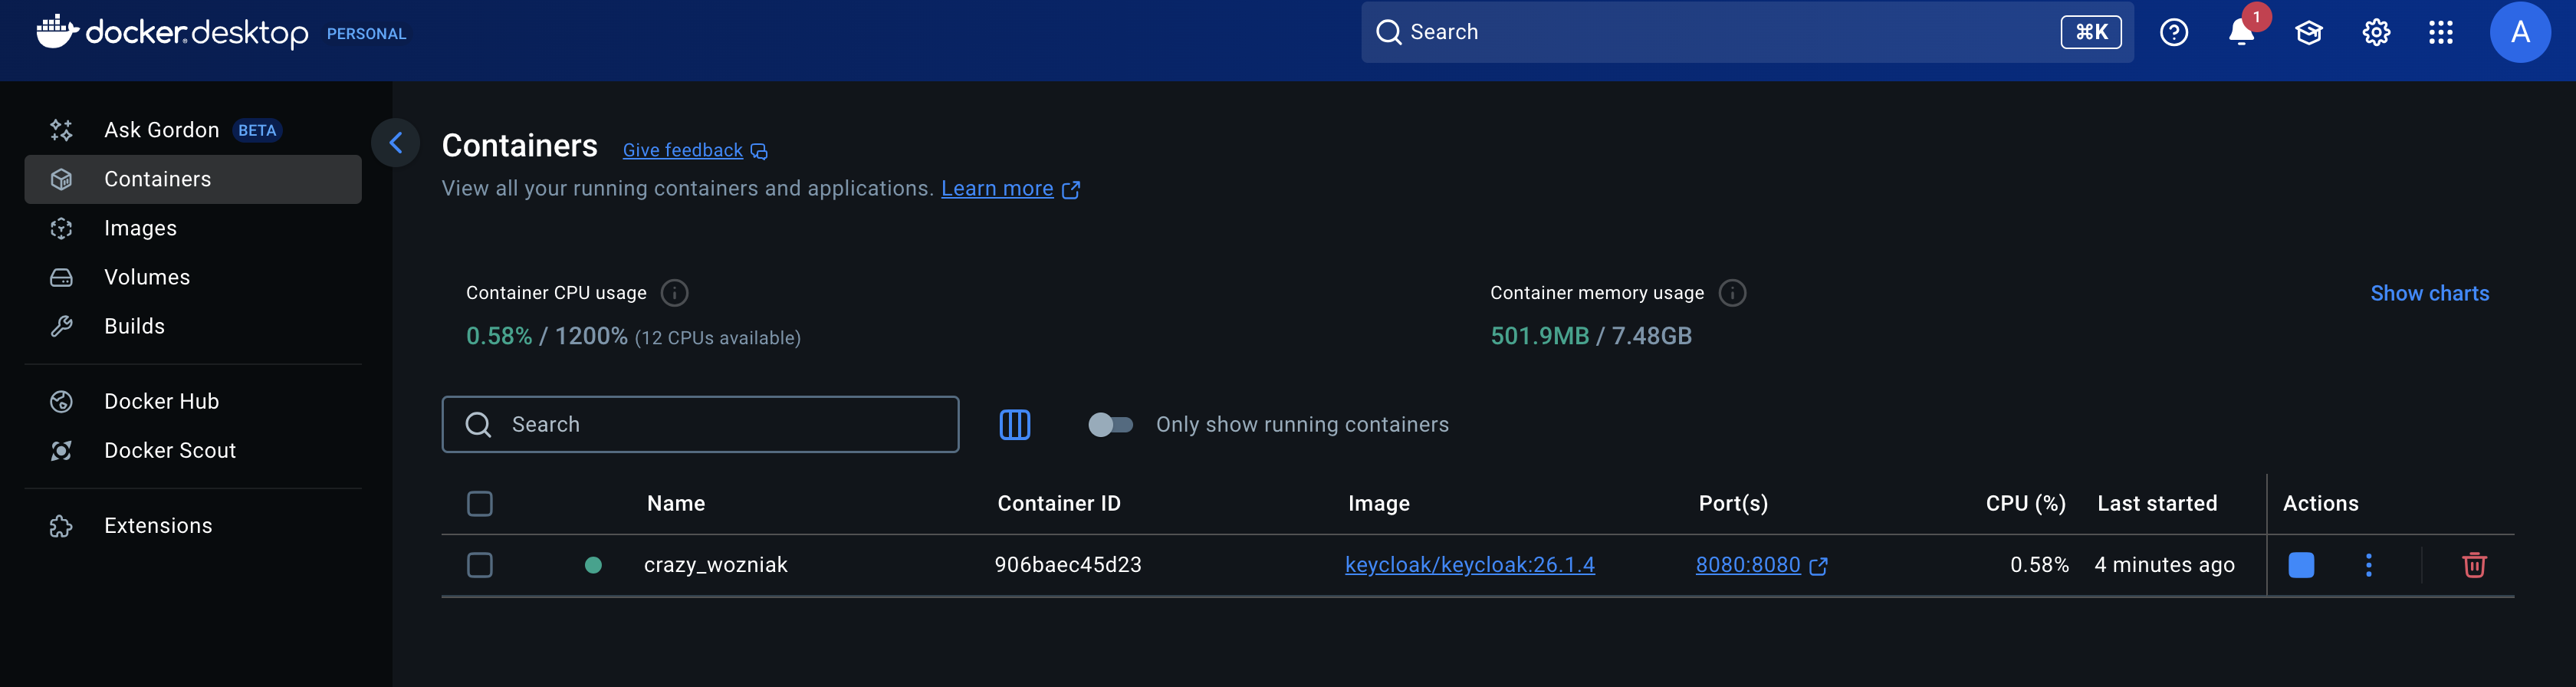 docker.desktop PERSONAL
Search ⌘K
1
A
Ask Gordon BETA
Containers
Images
Volumes
Builds
Docker Hub
Docker Scout
Extensions
Containers Give feedback
View all your running containers and applications. Learn more
Container CPU usage
0.58% / 1200% (12 CPUs available)
Container memory usage
501.9MB / 7.48GB
Show charts
Search
Only show running containers
Name Container ID Image Port(s) CPU (%) Last started Actions
crazy_wozniak 906baec45d23 keycloak/keycloak:26.1.4 8080:8080 0.58% 4 minutes ago